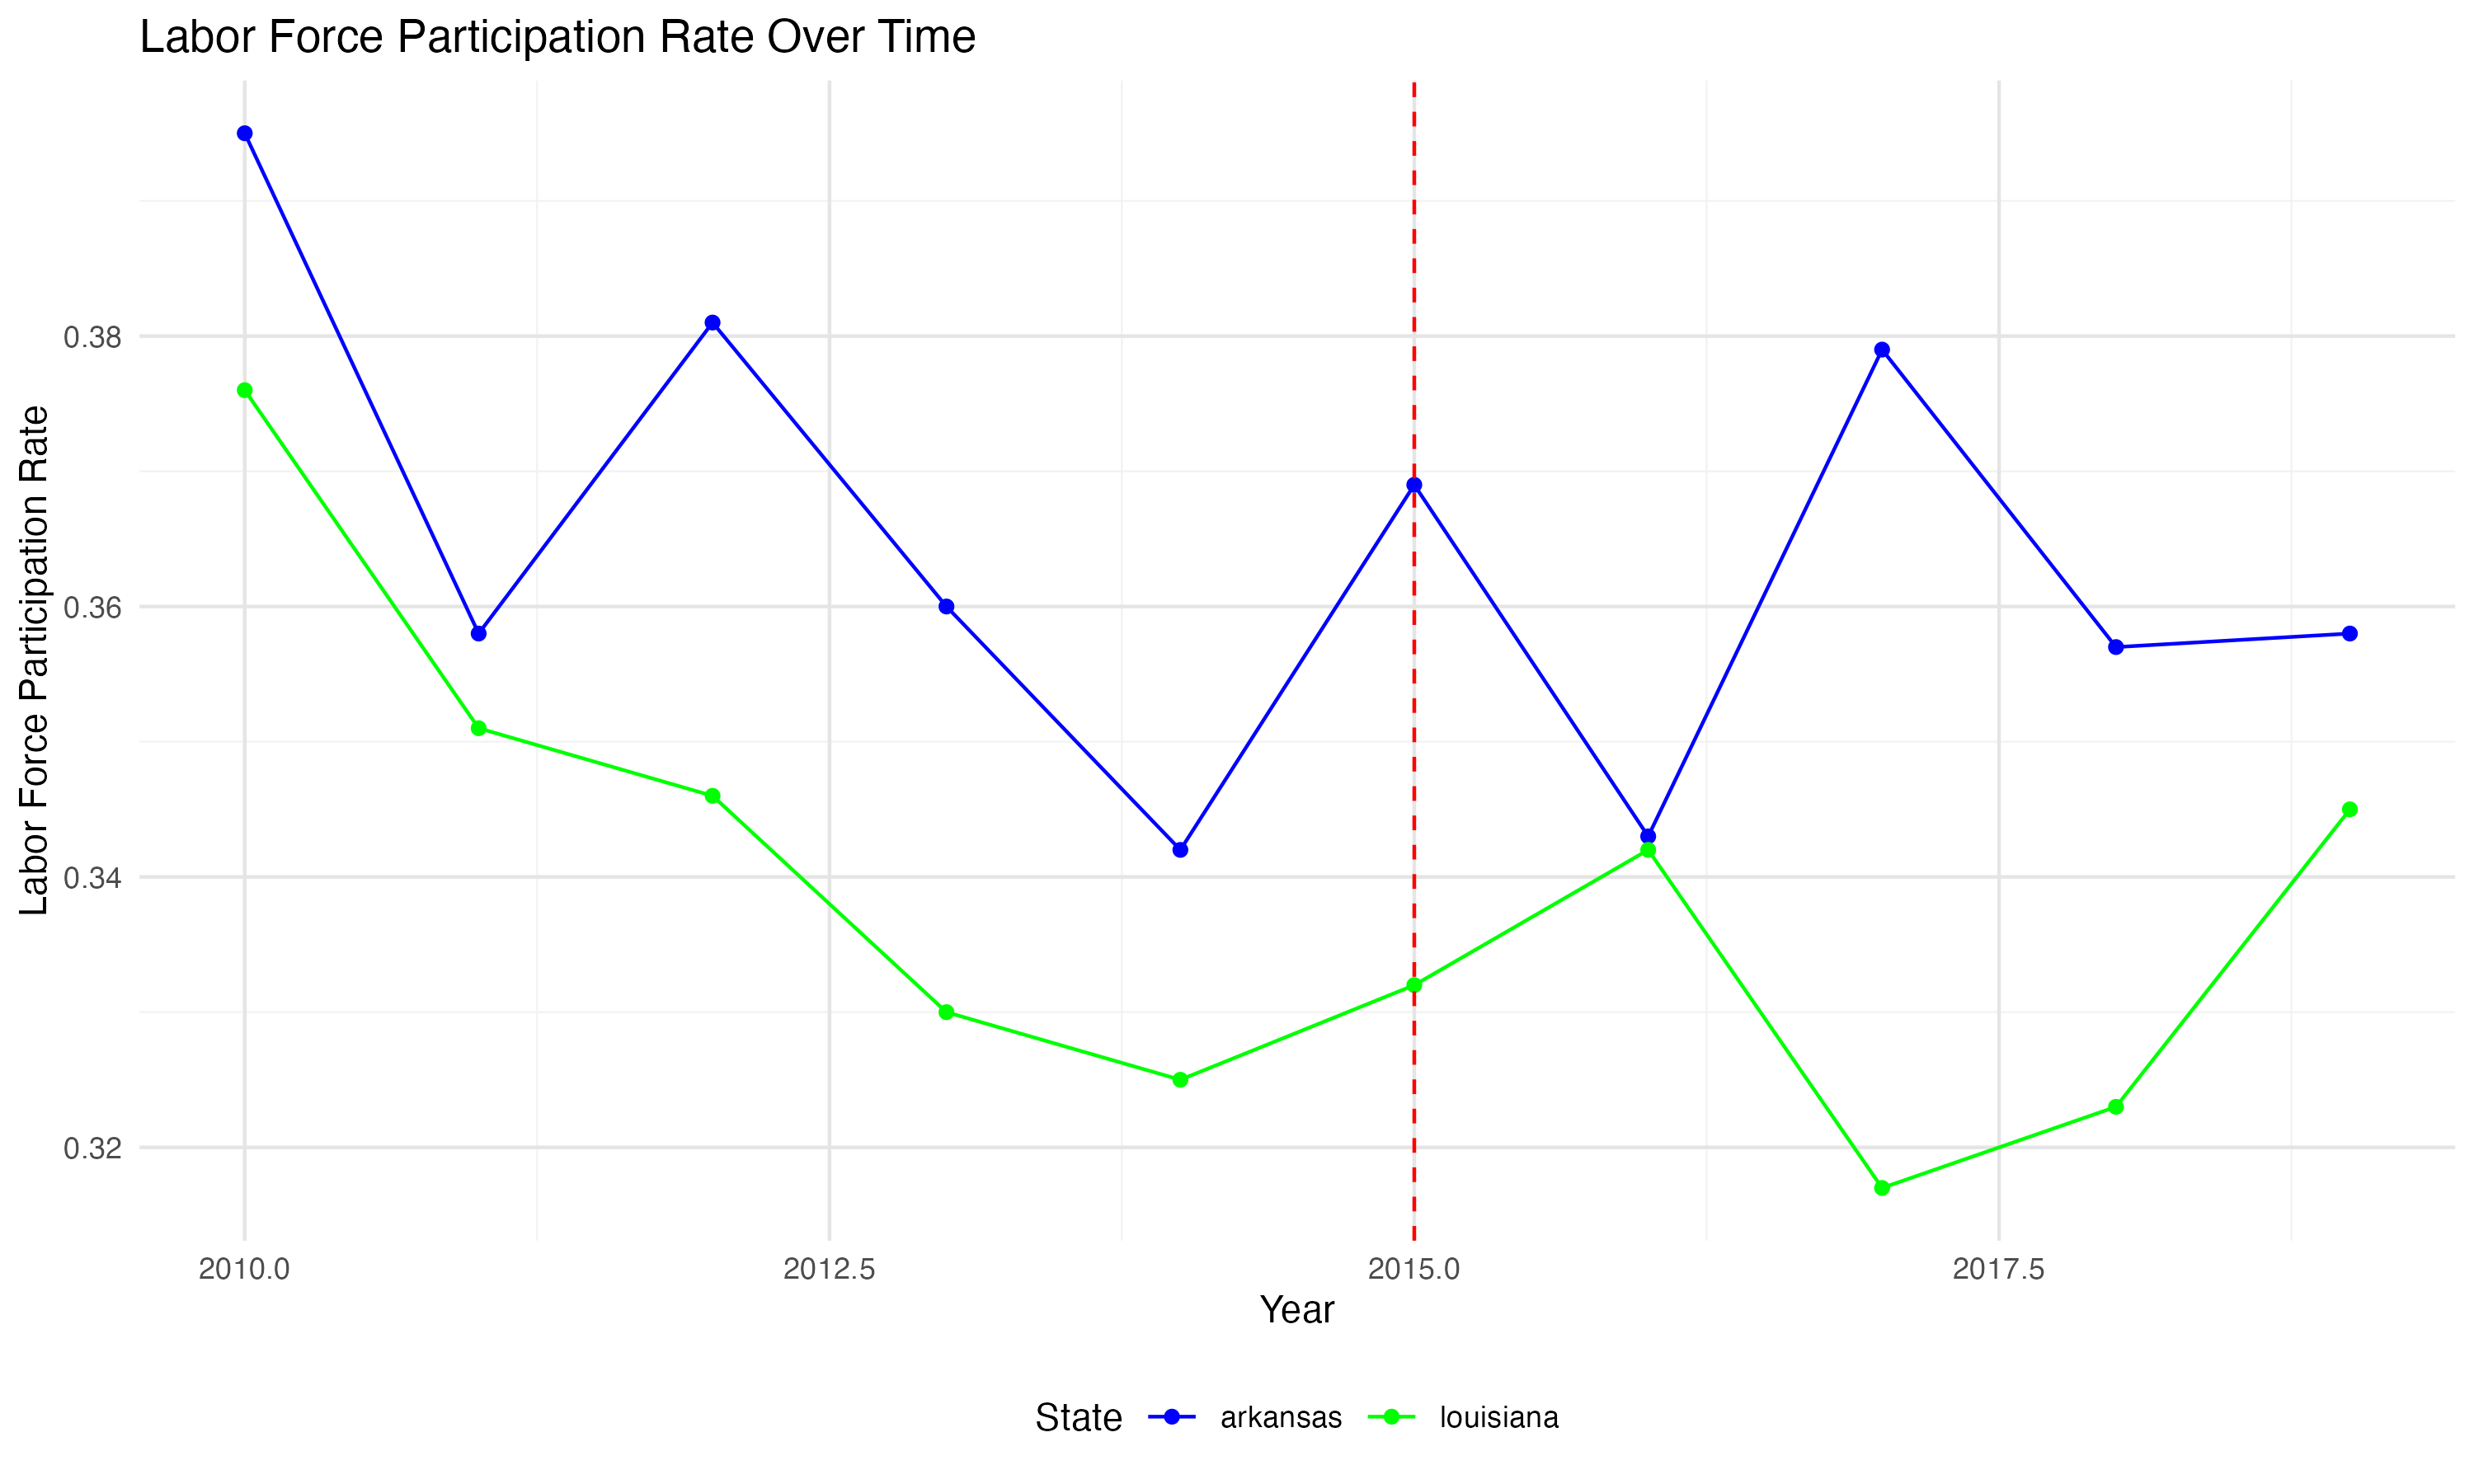 Labor Force Participation Rate Over Time
Labor Force Participation Rate
0.38
0.36
0.34
0.32
2010.0 2012.5 2015.0 2017.5
Year
State arkansas louisiana